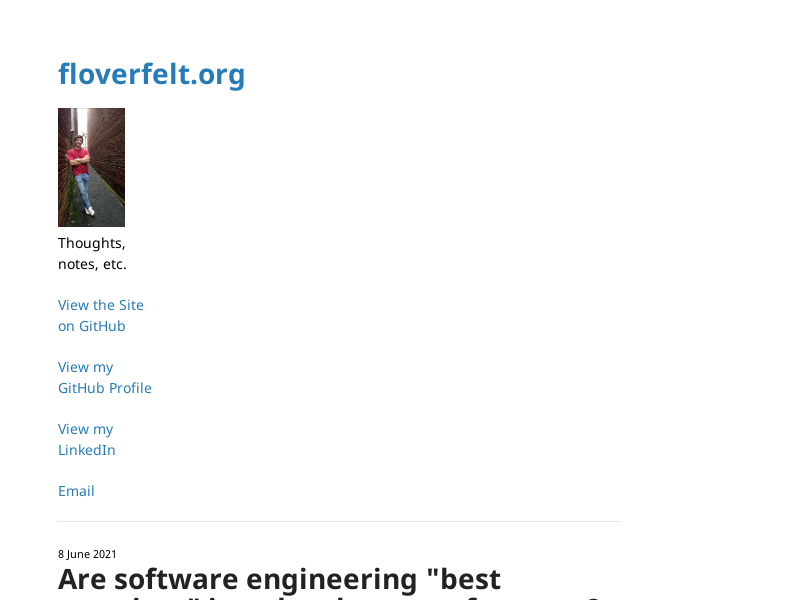 floverfelt.org
Thoughts,
notes, etc.
View the Site
on GitHub
View my
GitHub Profile
View my
LinkedIn
Email
8 June 2021
Are software engineering "best